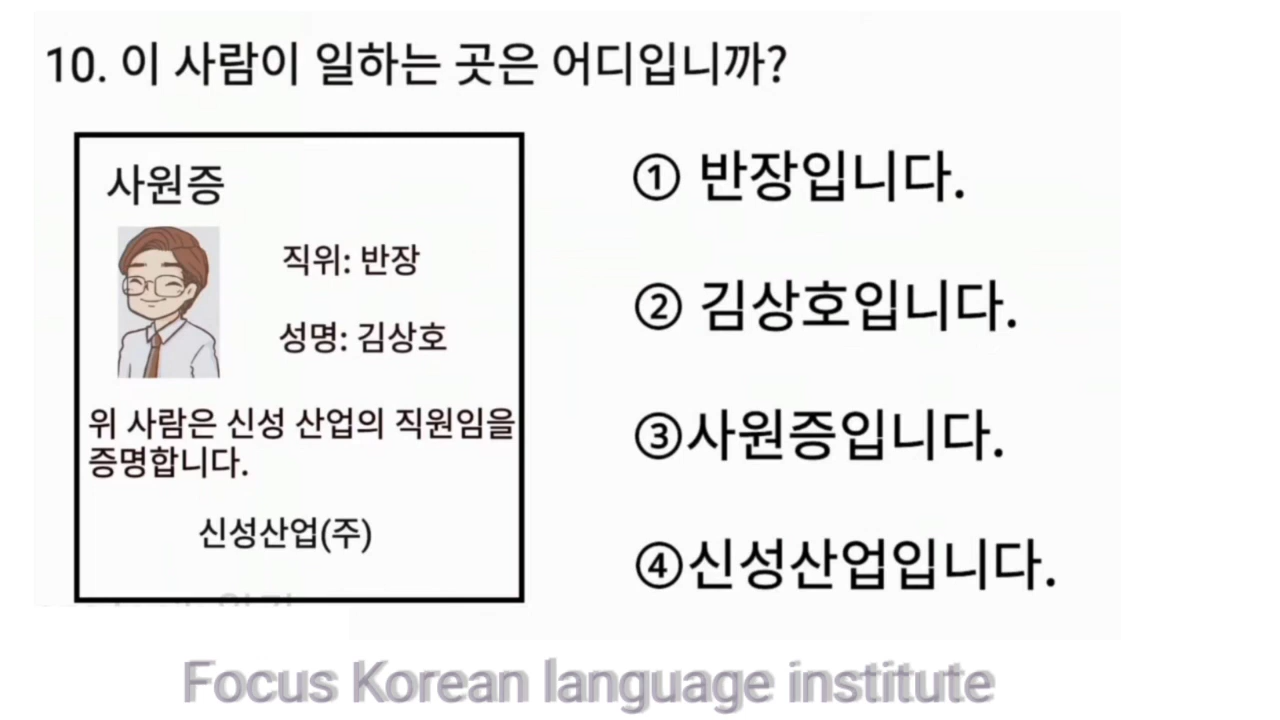 10. 이 사람이 일하는 곳은 어디입니까?
사원증
직위: 반장
성명: 김상호
위 사람은 신성 산업의 직원임을
증명합니다.
신성산업(주)
① 반장입니다.
② 김상호입니다.
③사원증입니다.
④신성산업입니다.
Focus Korean language institute